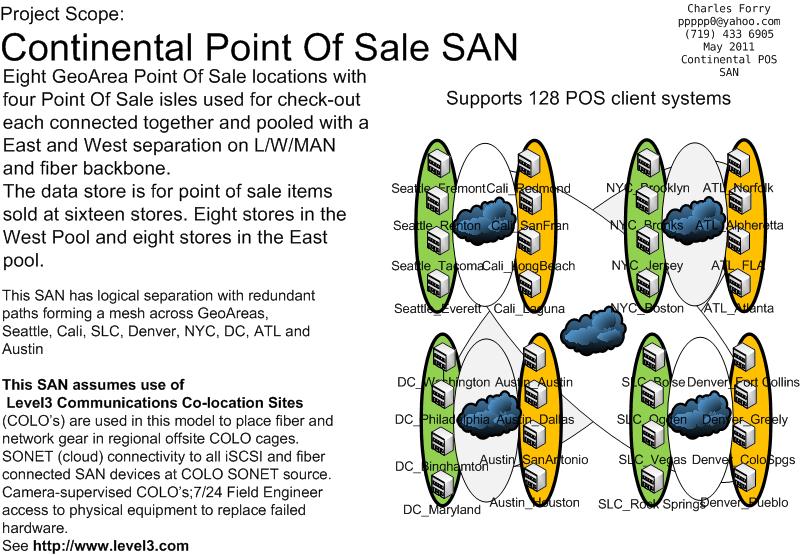 Project Scope:
Continental Point Of Sale SAN
Charles Forry
ppppp0@yahoo.com
(719) 433 6905
May 2011
Continental POS
SAN
Eight GeoArea Point Of Sale locations with
four Point Of Sale isles used for check-out
each connected together and pooled with a
East and West separation on L/W/MAN
and fiber backbone.
The data store is for point of sale items
sold at sixteen stores. Eight stores in the
West Pool and eight stores in the East
pool.
This SAN has logical separation with redundant
paths forming a mesh across GeoAreas,
Seattle, Cali, SLC, Denver, NYC, DC, ATL and
Austin
This SAN assumes use of
Level3 Communications Co-location Sites
(COLO's) are used in this model to place fiber and
network gear in regional offsite COLO cages.
SONET (cloud) connectivity to all iSCSI and fiber
connected SAN devices at COLO SONET source.
Camera-supervised COLO's;7/24 Field Engineer
access to physical equipment to replace failed
hardware.
See http://www.level3.com
Supports 128 POS client systems
Seattle_Fremont Cali_Redmond
Seattle_Renton Cali_SanFran
Seattle_Tacoma Cali_LongBeach
Seattle_Everett Cali_Laguna
NYC_Brooklyn ATL_Norfolk
NYC_Bronks ATL_Alpheretta
NYC_Jersey ATL_FLA
NYC_Boston ATL_Atlanta
DC_Washington Austin_Austin
DC_Philadelphia Austin_Dallas
DC_Binghamton Austin_SanAntonio
DC_Maryland Austin_Houston
SLC_Boise Denver_Fort Collins
SLC_Ogden Denver_Greely
SLC_Vegas Denver_ColoSpgs
SLC_Rock Springs Denver_Pueblo